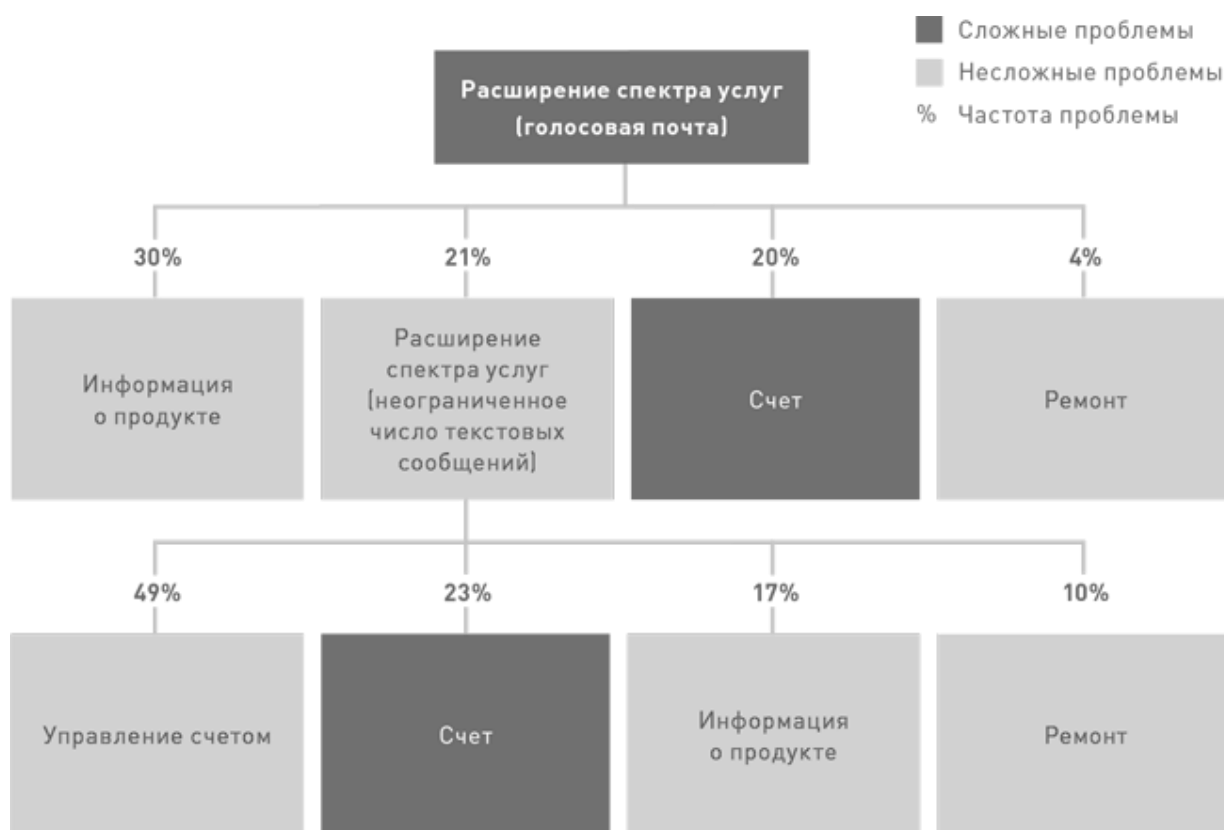 Сложные проблемы
Несложные проблемы
% Частота проблемы
Расширение спектра услуг
(голосовая почта)
30%
21%
20%
4%
Информация
о продукте
Расширение
спектра услуг
(неограниченное
число текстовых
сообщений)
Счет
Ремонт
49%
23%
17%
10%
Управление счетом
Счет
Информация
о продукте
Ремонт